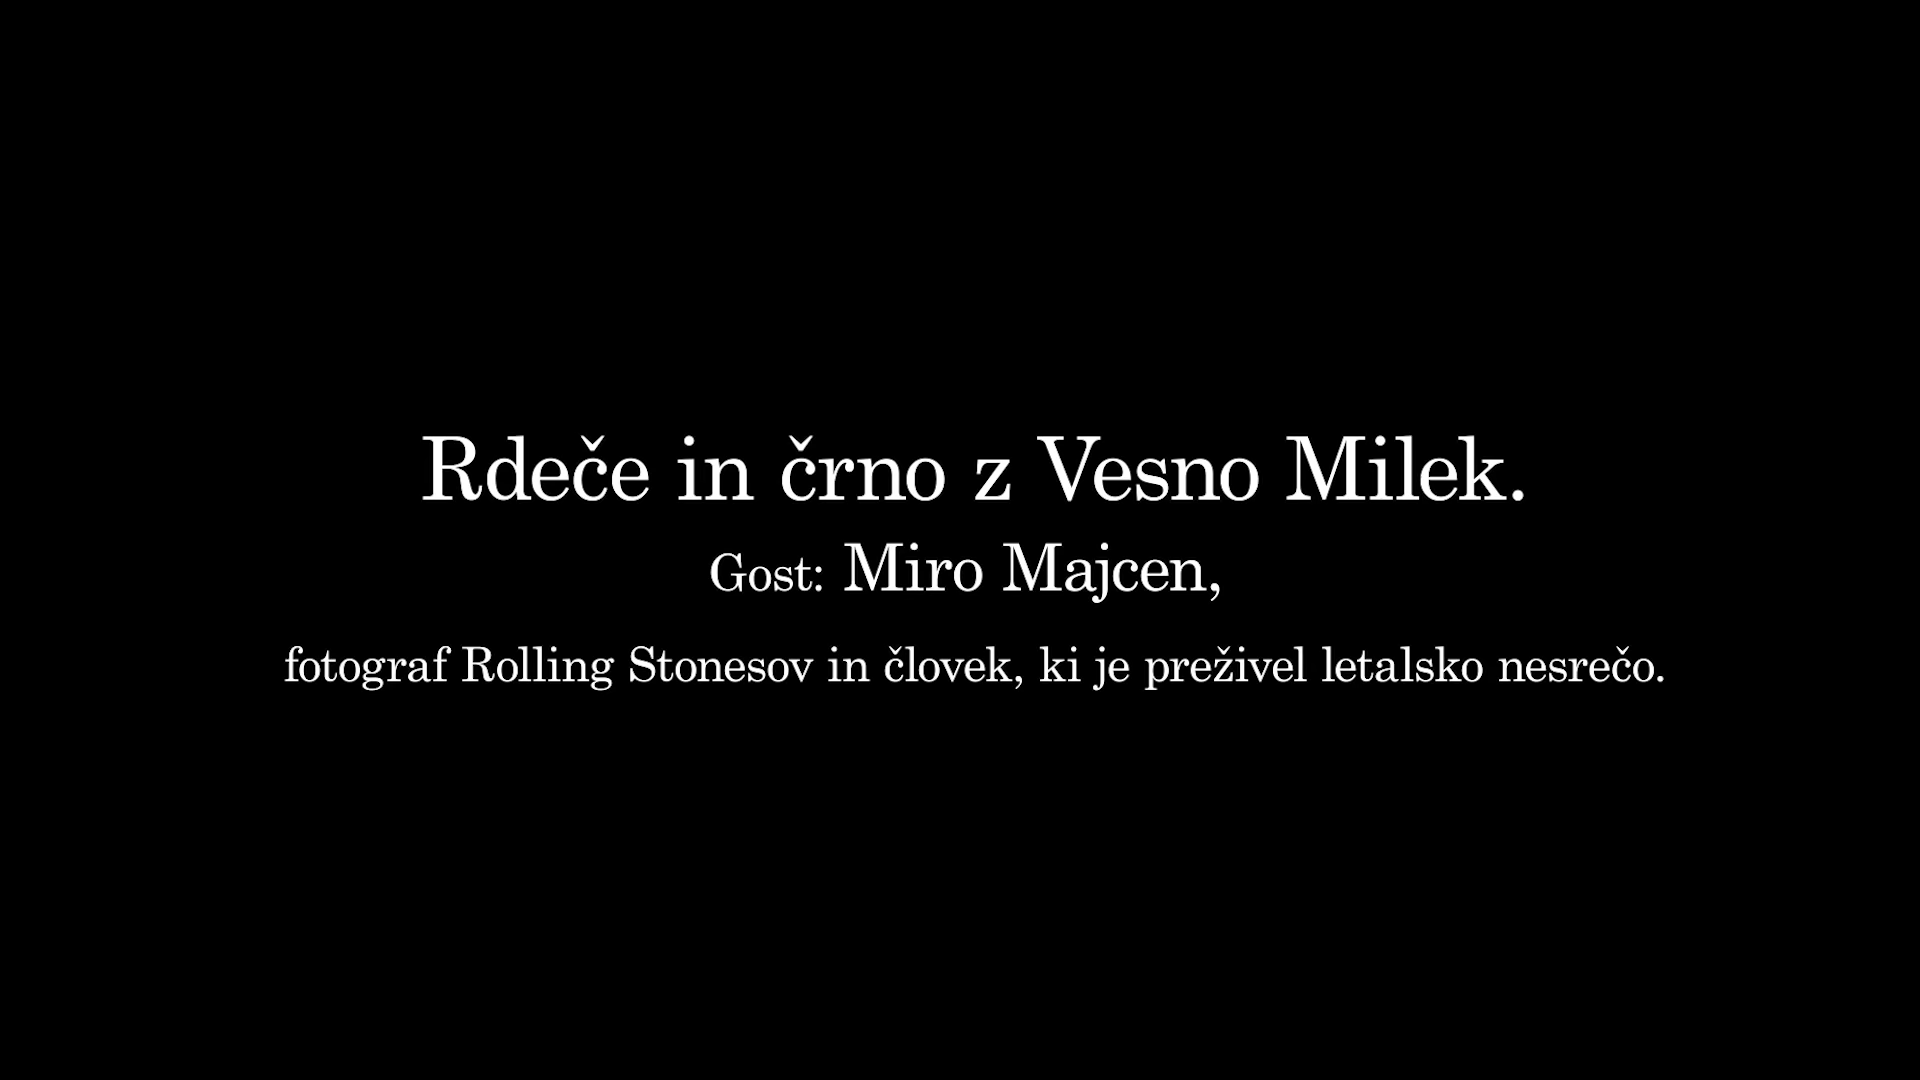 Rdeče in črno z Vesno Milek.
Gost: Miro Majcen,
fotograf Rolling Stonesov in človek, ki je preživel letalsko nesrečo.